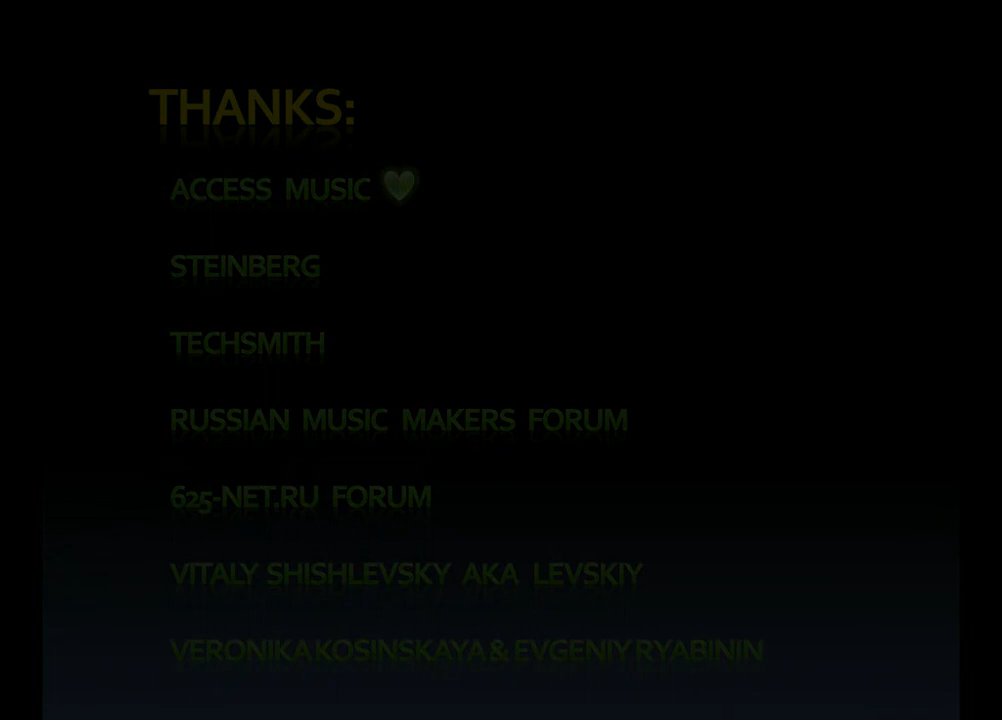 THANKS:
ACCESS MUSIC
STEINBERG
TECHSMITH
RUSSIAN MUSIC MAKERS FORUM
625-NET.RU FORUM
VITALY SHISHLEVSKY AKA LEVSKIY
VERONIKA KOSINSKAYA & EVGENIY RYABININ